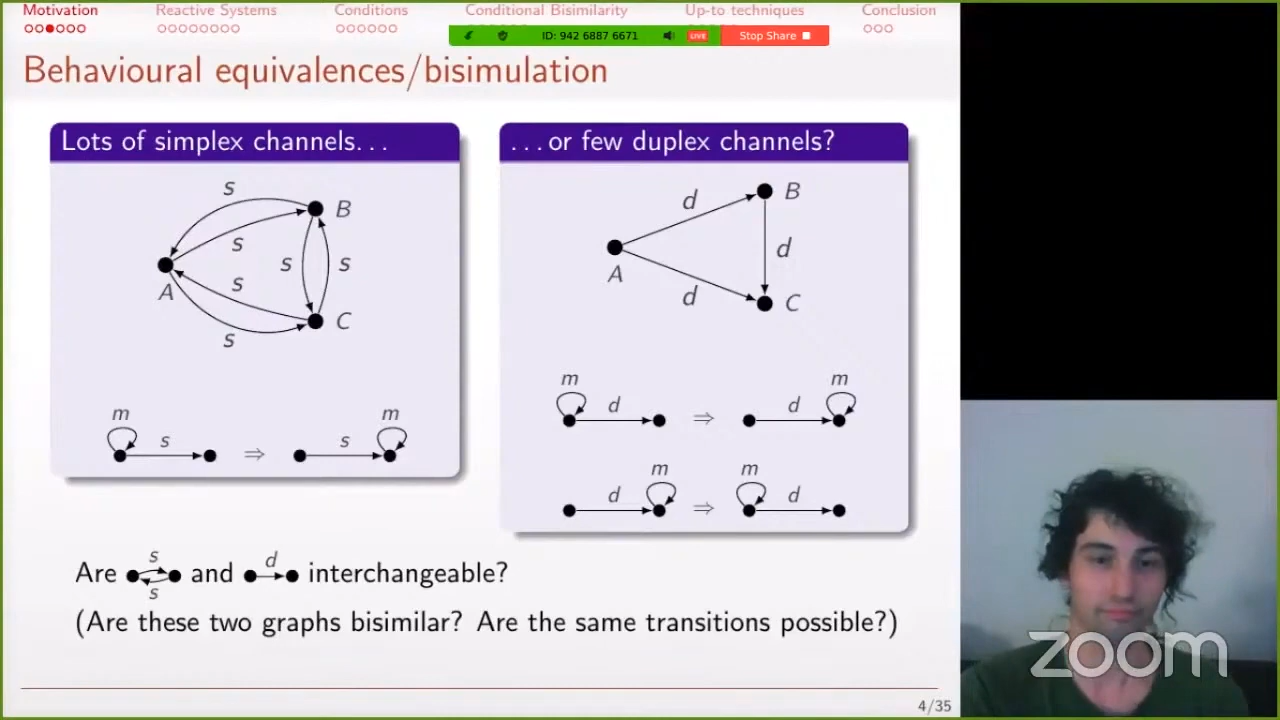 Motivation Reactive Systems Conditions Conditional Bisimilarity Up-to techniques Conclusion
ID: 942 6887 6671 LIVE Stop Share
Behavioural equivalences/bisimulation
Lots of simplex channels...
s
B
s
s s
s
A
C
s
m m
s ⇒ s
...or few duplex channels?
B
d
d
A
d C
m m
d ⇒ d
m m
d ⇒ d
Are s s and d interchangeable?
(Are these two graphs bisimilar? Are the same transitions possible?)
4/35
zoom